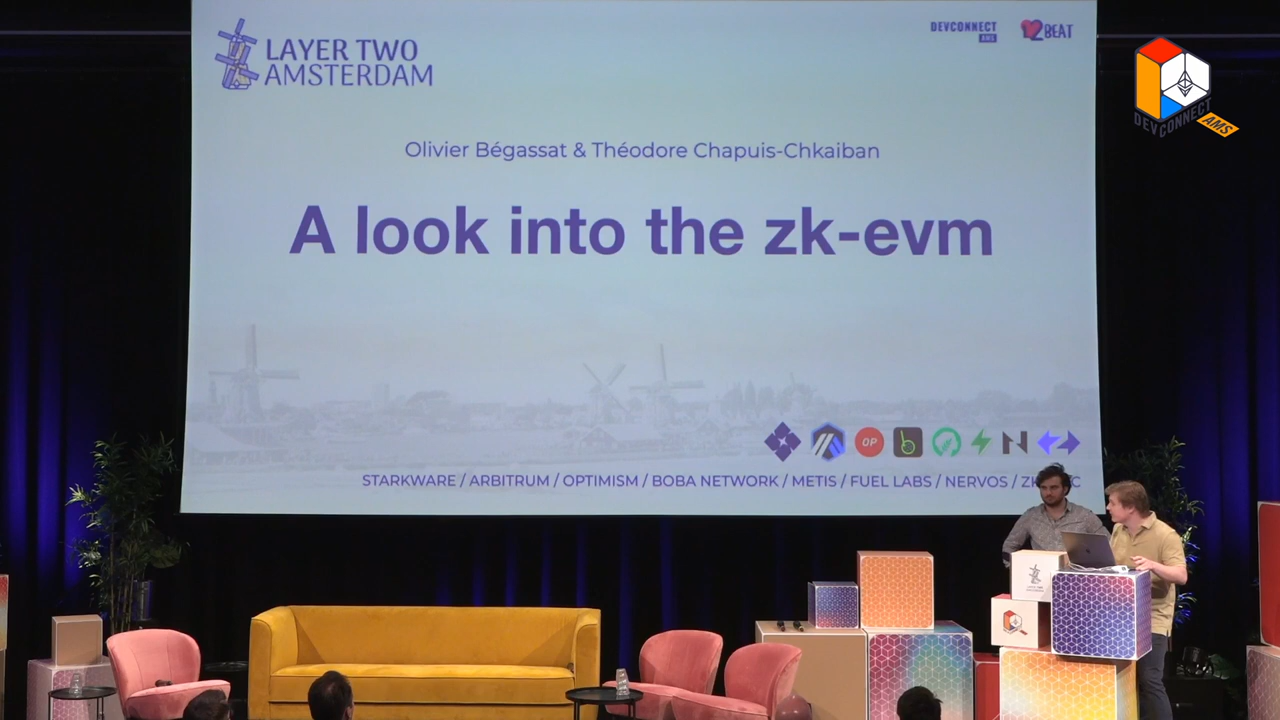 LAYER TWO
AMSTERDAM
DEVCONNECT
AMS
L2BEAT
DEVCONNECT
AMS
Olivier Bégassat & Théodore Chapuis-Chkaiban
A look into the zk-evm
OP
STARKWARE / ARBITRUM / OPTIMISM / BOBA NETWORK / METIS / FUEL LABS / NERVOS /